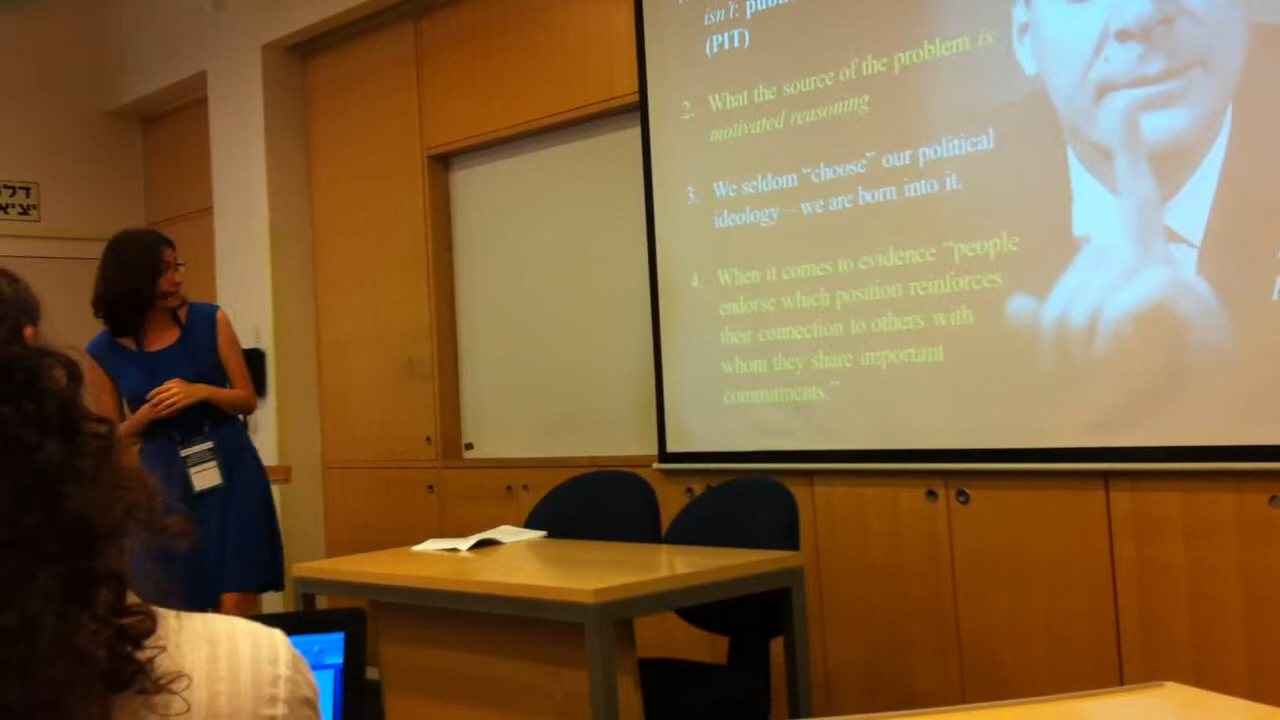 isn't: publ
(PIT)
2. What the source of the problem is
motivated reasoning
3. We seldom "choose" our political
ideology – we are born into it.
4. When it comes to evidence "people
endorse which position reinforces
their connection to others with
whom they share important
commitments."
דלת
יציא